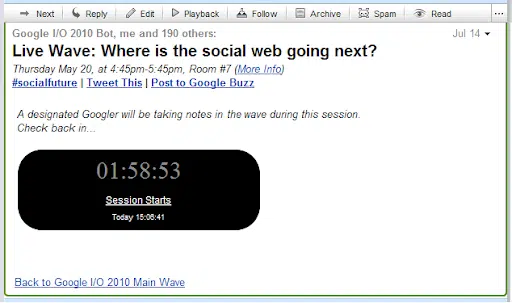 Next Reply Edit Playback Follow Archive Spam Read ...
Google I/O 2010 Bot, me and 190 others: Jul 14
Live Wave: Where is the social web going next?
Thursday May 20, at 4:45pm-5:45pm, Room #7 (More Info)
#socialfuture | Tweet This | Post to Google Buzz
A designated Googler will be taking notes in the wave during this session.
Check back in...
01:58:53
Session Starts
Today 15:06:41
Back to Google I/O 2010 Main Wave